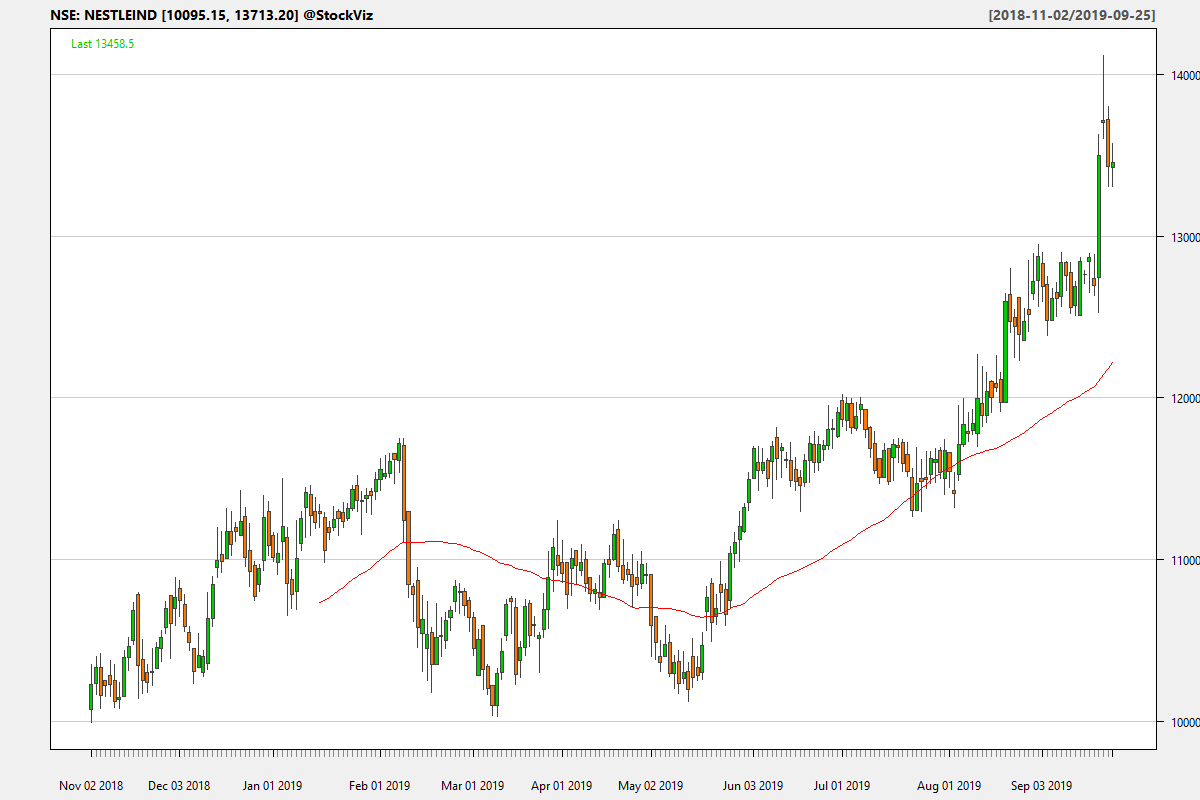 NSE: NESTLEIND [10095.15, 13713.20] @StockViz [2018-11-02/2019-09-25]
Last 13458.5
14000
13000
12000
11000
10000
Nov 02 2018 Dec 03 2018 Jan 01 2019 Feb 01 2019 Mar 01 2019 Apr 01 2019 May 02 2019 Jun 03 2019 Jul 01 2019 Aug 01 2019 Sep 03 2019